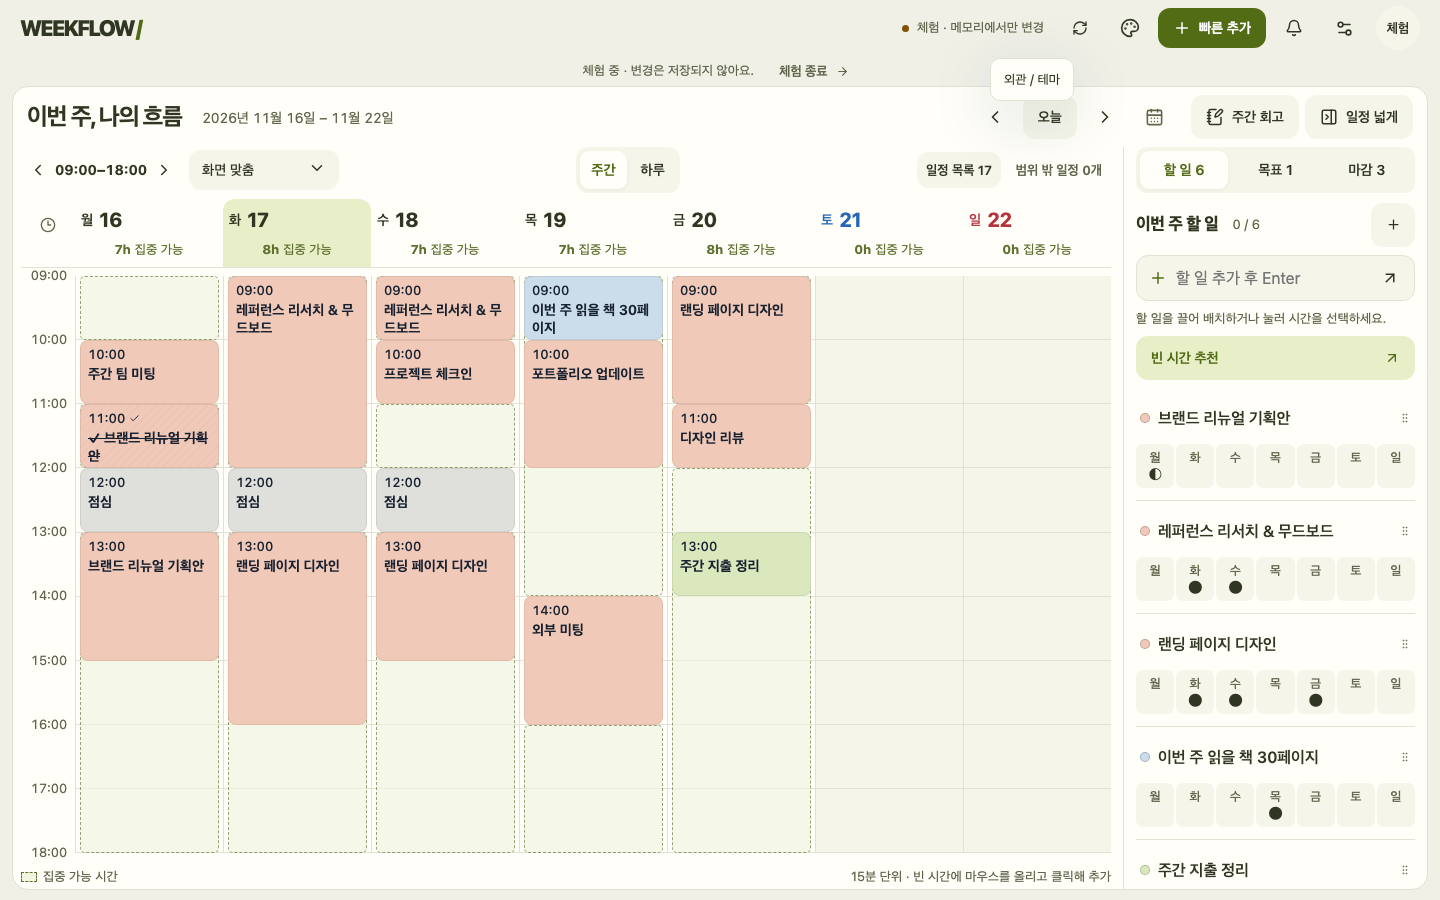 WEEKFLOW/
체험 · 메모리에서만 변경
빠른 추가
체험
체험 중 · 변경은 저장되지 않아요.
체험 종료 →
외관 / 테마
이번 주, 나의 흐름
2026년 11월 16일 – 11월 22일
오늘
주간 회고
일정 넓게
09:00–18:00
화면 맞춤
주간
하루
일정 목록 17
범위 밖 일정 0개
월 16
7h 집중 가능
화 17
8h 집중 가능
수 18
7h 집중 가능
목 19
7h 집중 가능
금 20
8h 집중 가능
토 21
0h 집중 가능
일 22
0h 집중 가능
09:00
10:00
11:00
12:00
13:00
14:00
15:00
16:00
17:00
18:00
10:00
주간 팀 미팅
11:00 ✓
✓ 브랜드 리뉴얼 기획
안
12:00
점심
13:00
브랜드 리뉴얼 기획안
09:00
레퍼런스 리서치 & 무
드보드
12:00
점심
13:00
랜딩 페이지 디자인
09:00
레퍼런스 리서치 & 무
드보드
10:00
프로젝트 체크인
12:00
점심
13:00
랜딩 페이지 디자인
09:00
이번 주 읽을 책 30페
이지
10:00
포트폴리오 업데이트
14:00
외부 미팅
09:00
랜딩 페이지 디자인
11:00
디자인 리뷰
13:00
주간 지출 정리
집중 가능 시간
15분 단위 · 빈 시간에 마우스를 올리고 클릭해 추가
할 일 6
목표 1
마감 3
이번 주 할 일 0 / 6
할 일 추가 후 Enter
할 일을 끌어 배치하거나 눌러 시간을 선택하세요.
빈 시간 추천
브랜드 리뉴얼 기획안
월 화 수 목 금 토 일
레퍼런스 리서치 & 무드보드
월 화 수 목 금 토 일
랜딩 페이지 디자인
월 화 수 목 금 토 일
이번 주 읽을 책 30페이지
월 화 수 목 금 토 일
주간 지출 정리